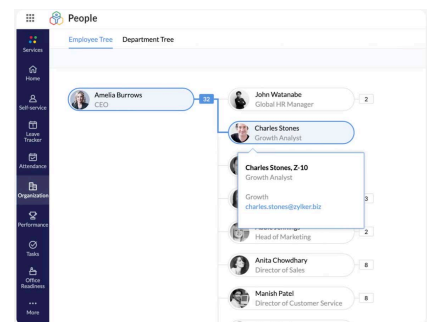 People
Employee Tree
Department Tree
Services
Home
Self-service
Leave
Tracker
Attendance
Organization
Performance
Tasks
Office
Readiness
More
Amelia Burrows
CEO
32
John Watanabe
Global HR Manager
2
Charles Stones
Growth Analyst
Charles Stones, Z-10
Growth Analyst
Growth
charles.stones@zylker.biz
3
Head of Marketing
2
Anita Chowdhary
Director of Sales
8
Manish Patel
Director of Customer Service
8